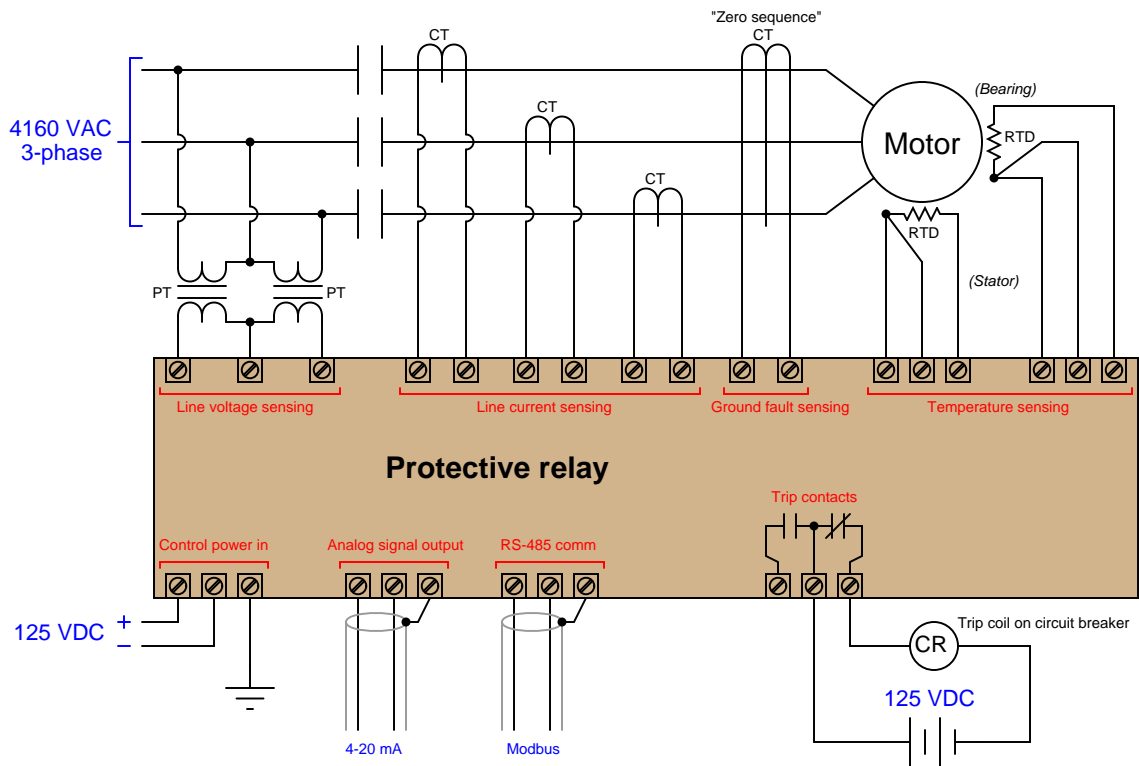 "Zero sequence"
CT
CT
CT
CT
4160 VAC
3-phase
Motor
(Bearing)
RTD
RTD
(Stator)
PT
PT
Line voltage sensing
Line current sensing
Ground fault sensing
Temperature sensing
Protective relay
Trip contacts
Control power in
Analog signal output
RS-485 comm
125 VDC
+
–
4-20 mA
Modbus
Trip coil on circuit breaker
CR
125 VDC